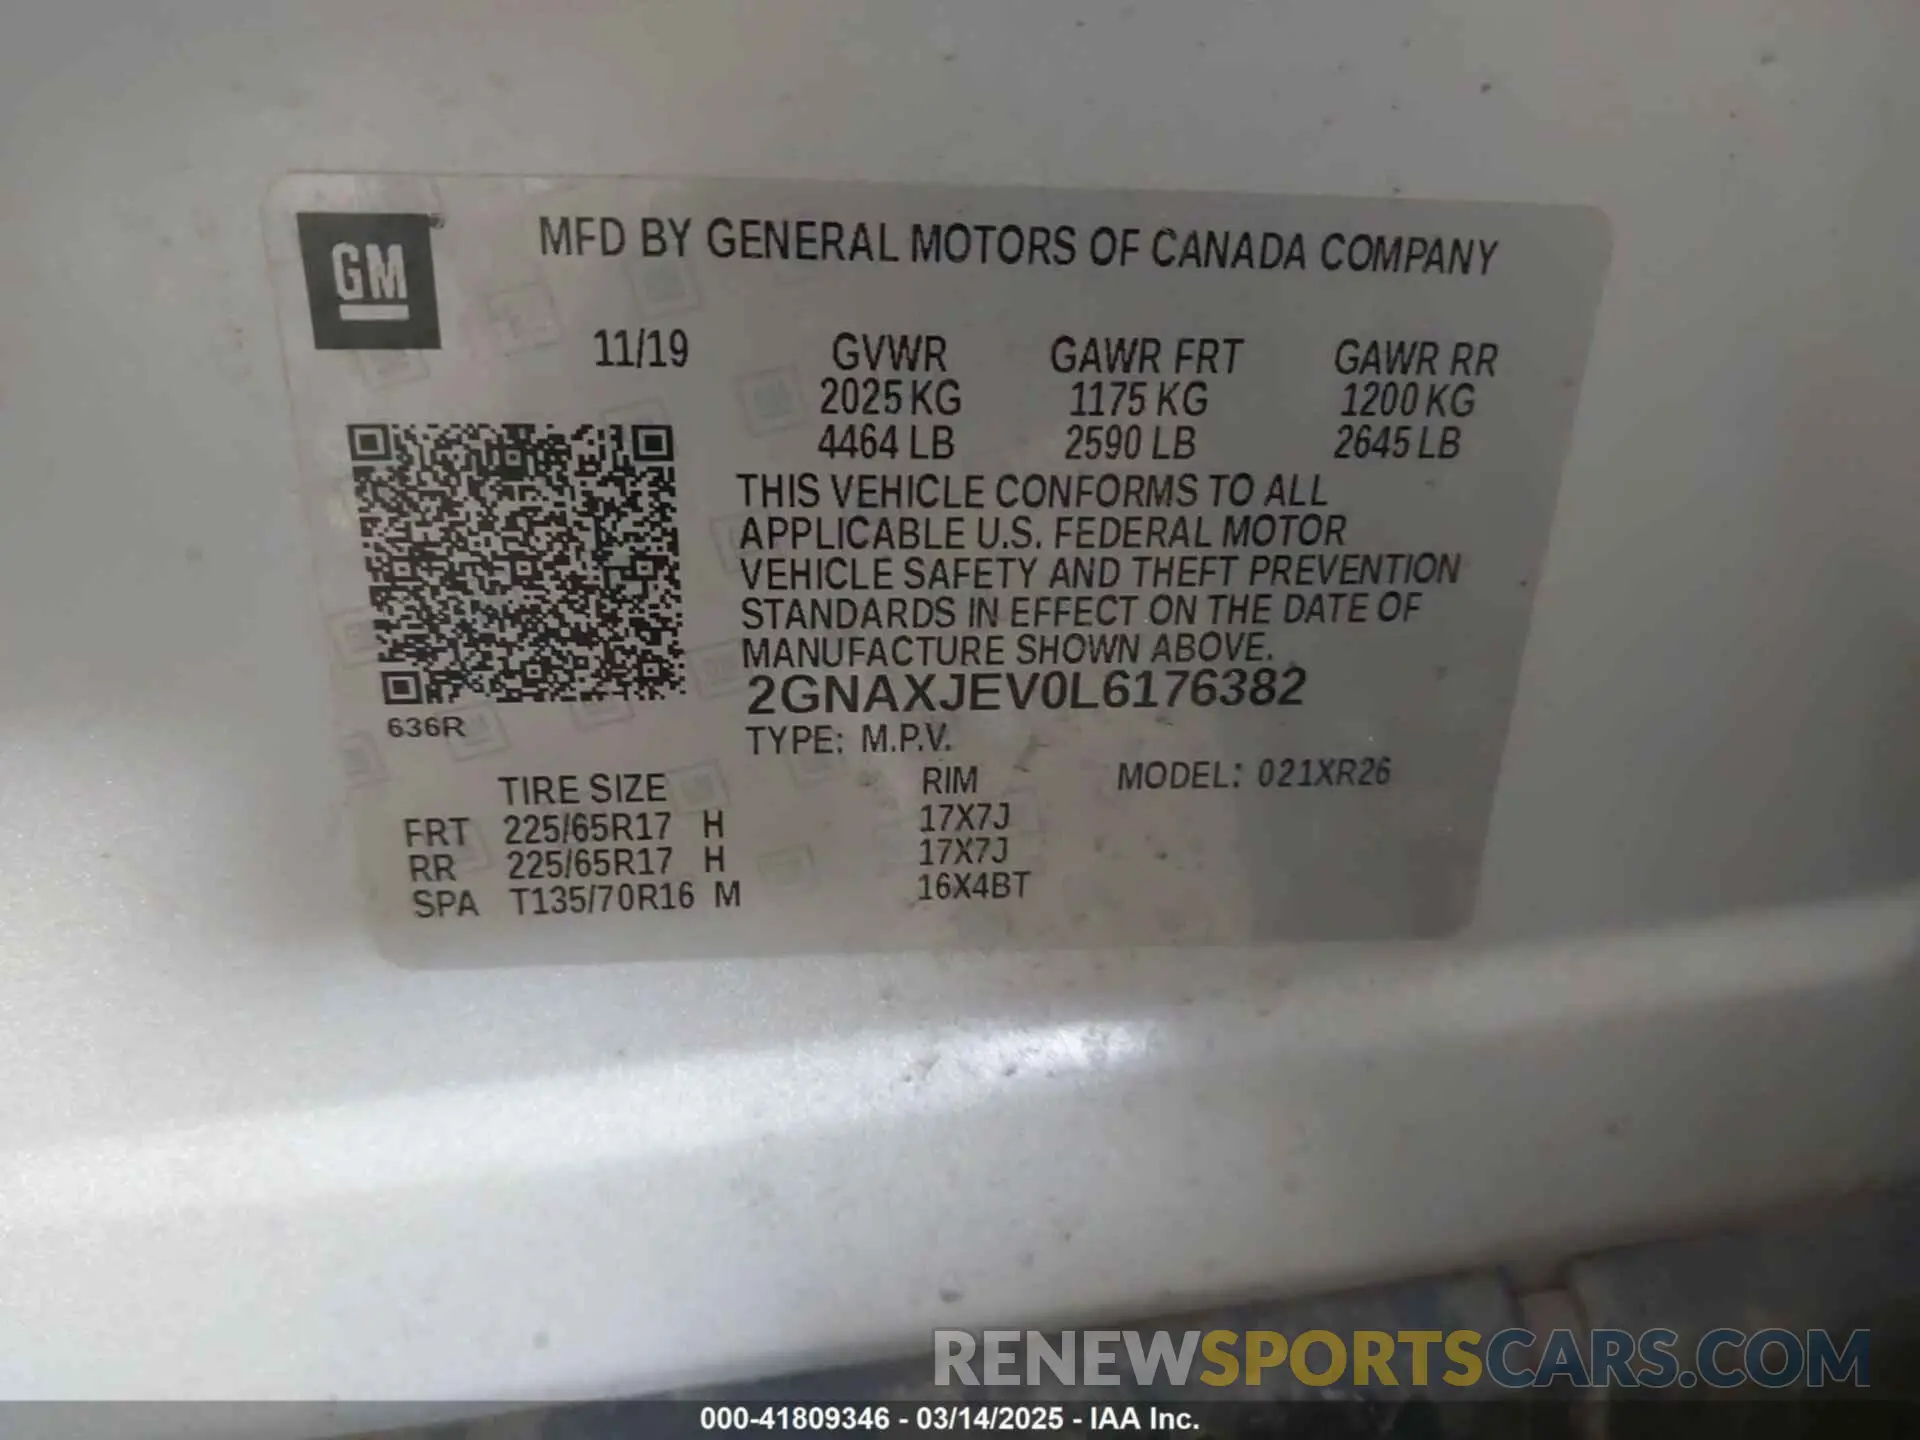 GM
MFD BY GENERAL MOTORS OF CANADA COMPANY
11/19 GVWR GAWR FRT GAWR RR
2025 KG 1175 KG 1200 KG
4464 LB 2590 LB 2645 LB
THIS VEHICLE CONFORMS TO ALL
APPLICABLE U.S. FEDERAL MOTOR
VEHICLE SAFETY AND THEFT PREVENTION
STANDARDS IN EFFECT ON THE DATE OF
MANUFACTURE SHOWN ABOVE.
2GNAXJEV0L6176382
636R
TYPE: M.P.V.
TIRE SIZE RIM MODEL: 021XR26
FRT 225/65R17 H 17X7J
RR 225/65R17 H 17X7J
SPA T135/70R16 M 16X4BT
RENEWSPORTSCARS.COM
000-41809346 - 03/14/2025 - IAA Inc.